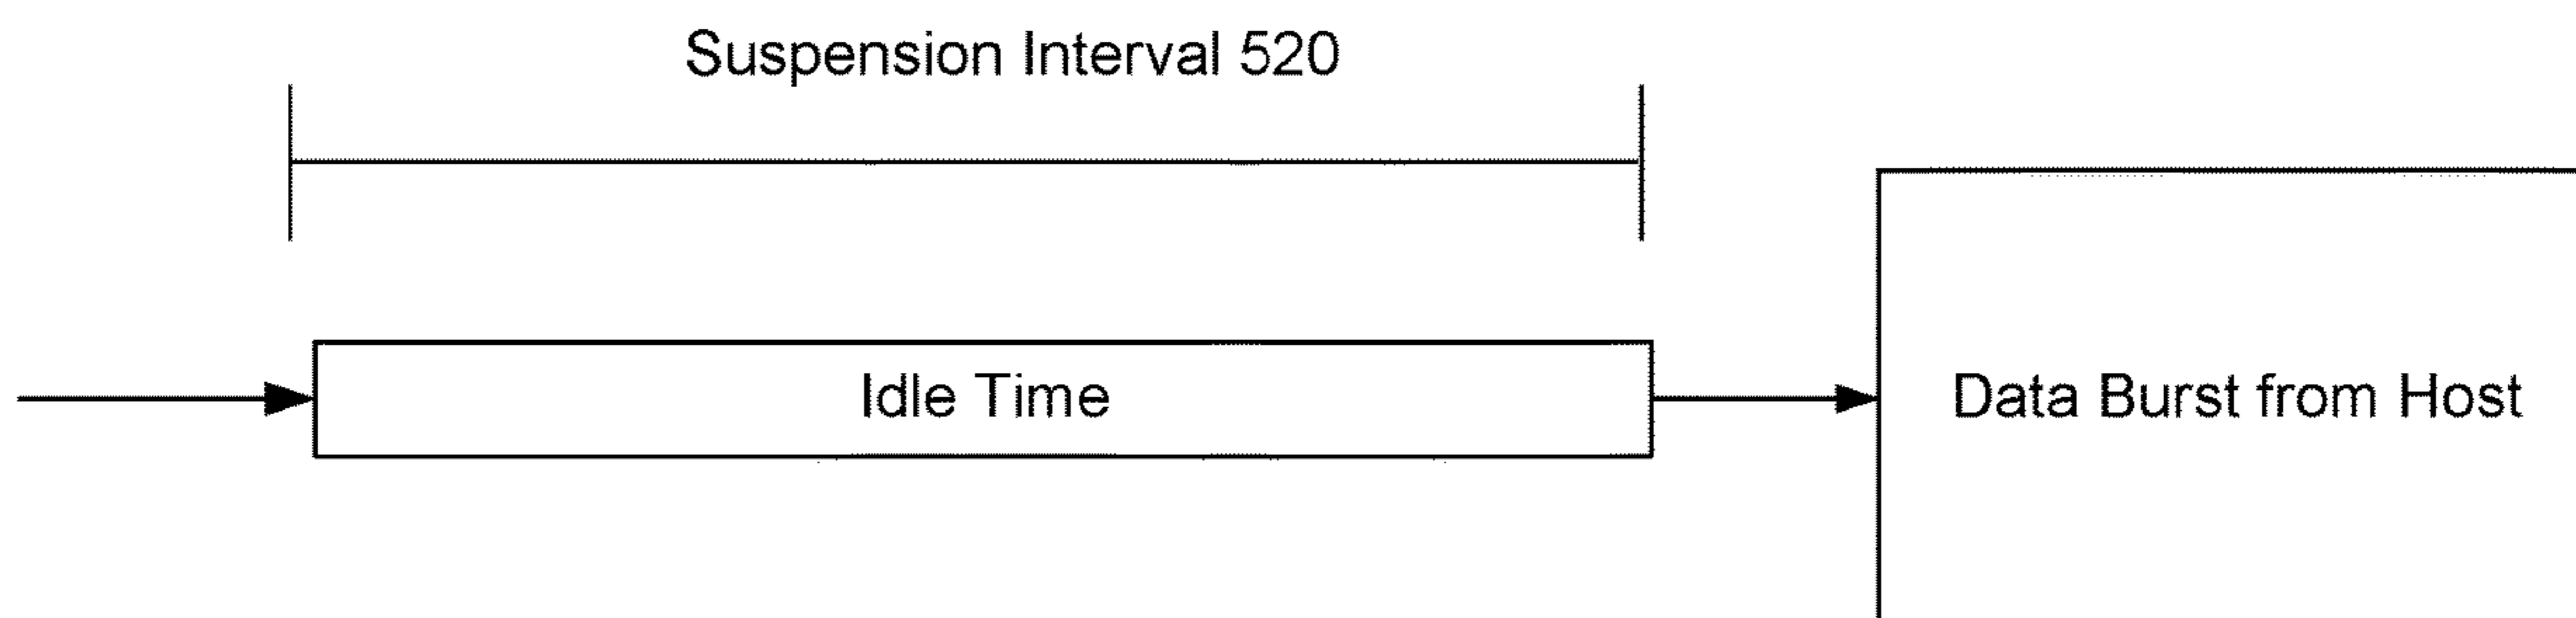 Suspension Interval 520
Idle Time
Data Burst from Host